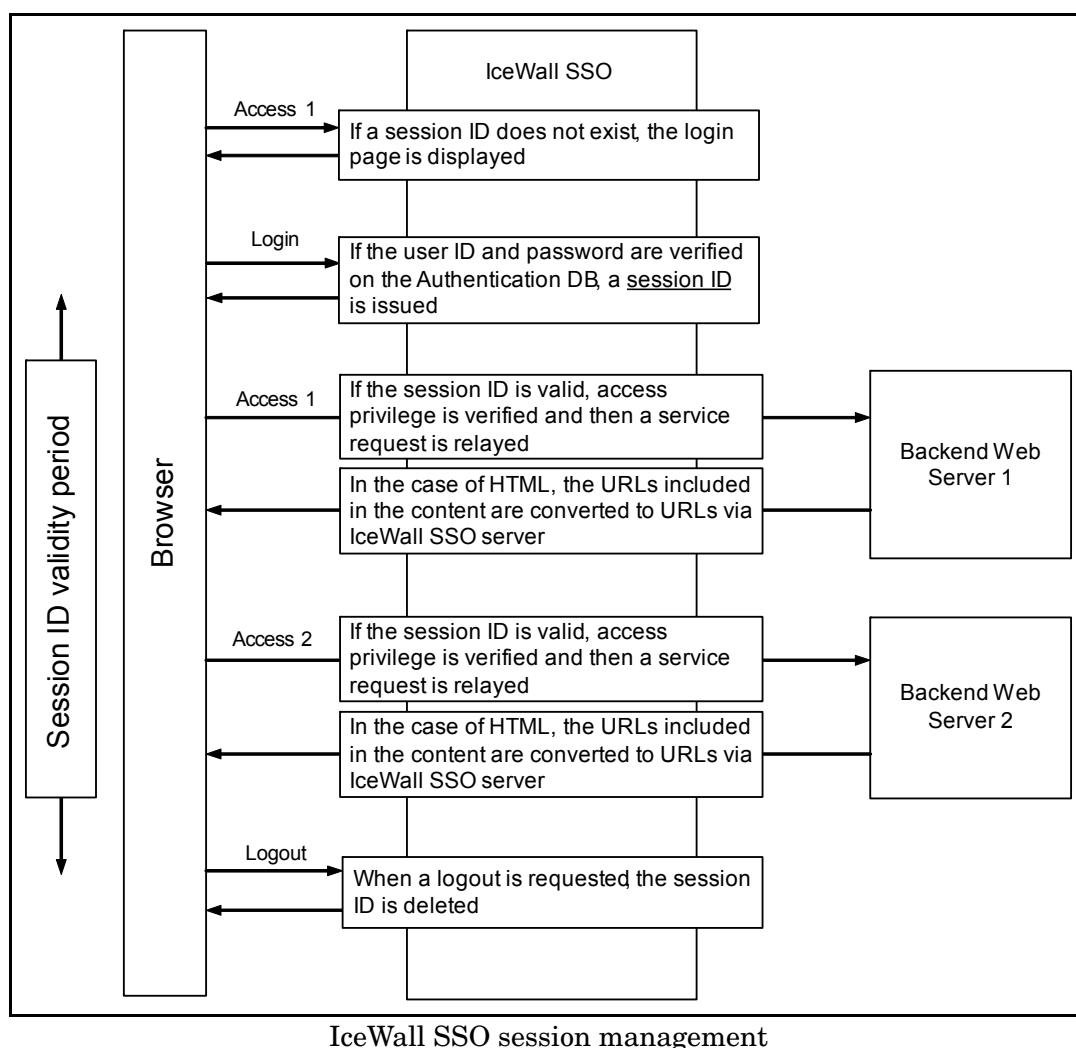 IceWall SSO
Access 1
If a session ID does not exist, the login
page is displayed
Login
If the user ID and password are verified
on the Authentication DB, a session ID
is issued
Session ID validity period
Browser
Access 1
If the session ID is valid, access
privilege is verified and then a service
request is relayed
Backend Web
Server 1
In the case of HTML, the URLs included
in the content are converted to URLs via
IceWall SSO server
Access 2
If the session ID is valid, access
privilege is verified and then a service
request is relayed
Backend Web
Server 2
In the case of HTML, the URLs included
in the content are converted to URLs via
IceWall SSO server
Logout
When a logout is requested, the session
ID is deleted
IceWall SSO session management